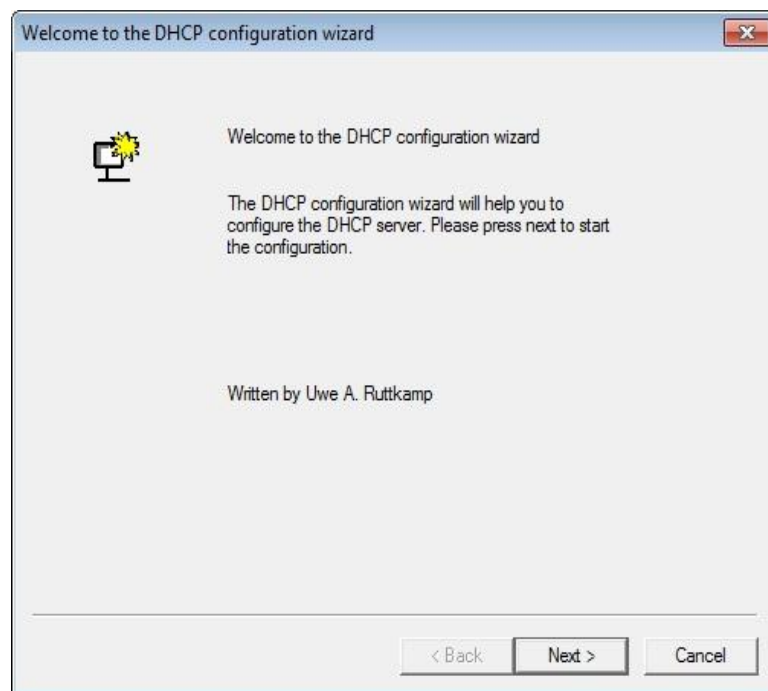 Welcome to the DHCP configuration wizard
Welcome to the DHCP configuration wizard
The DHCP configuration wizard will help you to
configure the DHCP server. Please press next to start
the configuration.
Written by Uwe A. Ruttkamp
< Back
Next >
Cancel